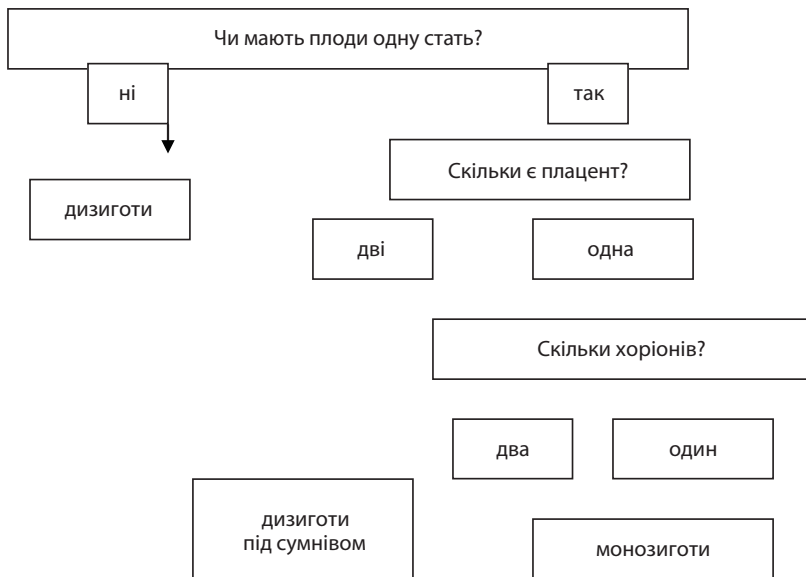 Чи мають плоди одну стать?
ні
так
Скільки є плацент?
дизиготи
дві
одна
Скільки хоріонів?
два
один
дизиготи
під сумнівом
монозиготи